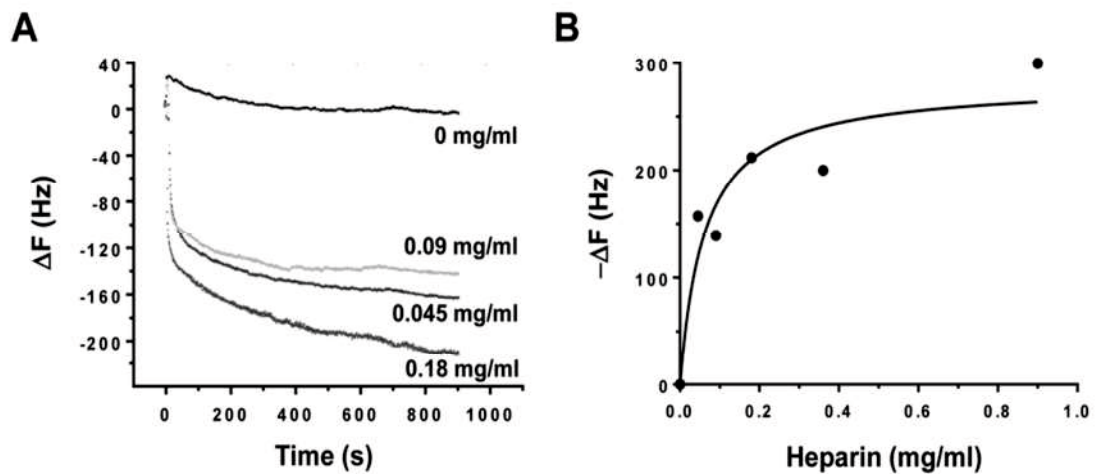 A
40
0
-40
-80
-120
-160
-200
ΔF (Hz)
0 mg/ml
0.09 mg/ml
0.045 mg/ml
0.18 mg/ml
0 200 400 600 800 1000
Time (s)
B
300
200
100
0
−ΔF (Hz)
0.0 0.2 0.4 0.6 0.8 1.0
Heparin (mg/ml)